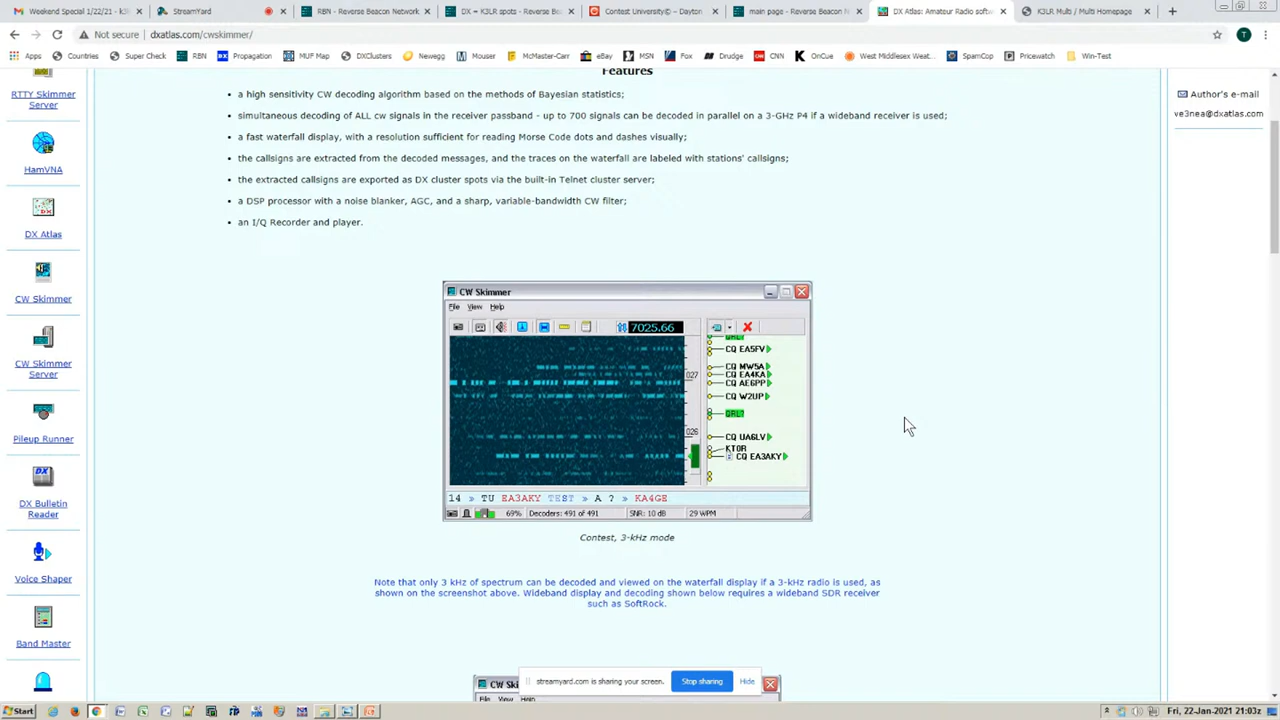 Weekend Special 1/22/21 - k3l
StreamYard
RBN - Reverse Beacon Network
DX = K3LR spots - Reverse Bea
Contest University© – Dayton
main page - Reverse Beacon N
DX Atlas: Amateur Radio softw
K3LR Multi / Multi Homepage
Not secure | dxatlas.com/cwskimmer/
Apps Countries Super Check RBN Propagation MUF Map DXClusters Newegg Mouser McMaster-Carr eBay MSN Fox Drudge CNN OnCue West Middlesex Weat... SpamCop Pricewatch Win-Test
RTTY Skimmer
Server
HamVNA
DX Atlas
CW Skimmer
CW Skimmer
Server
Pileup Runner
DX Bulletin
Reader
Voice Shaper
Band Master
Features
• a high sensitivity CW decoding algorithm based on the methods of Bayesian statistics;
• simultaneous decoding of ALL cw signals in the receiver passband - up to 700 signals can be decoded in parallel on a 3-GHz P4 if a wideband receiver is used;
• a fast waterfall display, with a resolution sufficient for reading Morse Code dots and dashes visually;
• the callsigns are extracted from the decoded messages, and the traces on the waterfall are labeled with stations' callsigns;
• the extracted callsigns are exported as DX cluster spots via the built-in Telnet cluster server;
• a DSP processor with a noise blanker, AGC, and a sharp, variable-bandwidth CW filter;
• an I/Q Recorder and player.
CW Skimmer
File View Help
7025.66
QRL?
CQ EA5FV
CQ MW5A
027
CQ EA4KA
CQ AE6PP
CQ W2UP
QRL?
026
CQ UA6LV
KT0R
CQ EA3AKY
14 » TU EA3AKY TEST » A ? » KA4GE
69% Decoders: 491 of 491 SNR: 10 dB 29 WPM
Contest, 3-kHz mode
Note that only 3 kHz of spectrum can be decoded and viewed on the waterfall display if a 3-kHz radio is used, as
shown on the screenshot above. Wideband display and decoding shown below requires a wideband SDR receiver
such as SoftRock.
CW Ski
File View Help
streamyard.com is sharing your screen. Stop sharing Hide
Author's e-mail
ve3nea@dxatlas.com
Start
Fri, 22-Jan-2021 21:03z